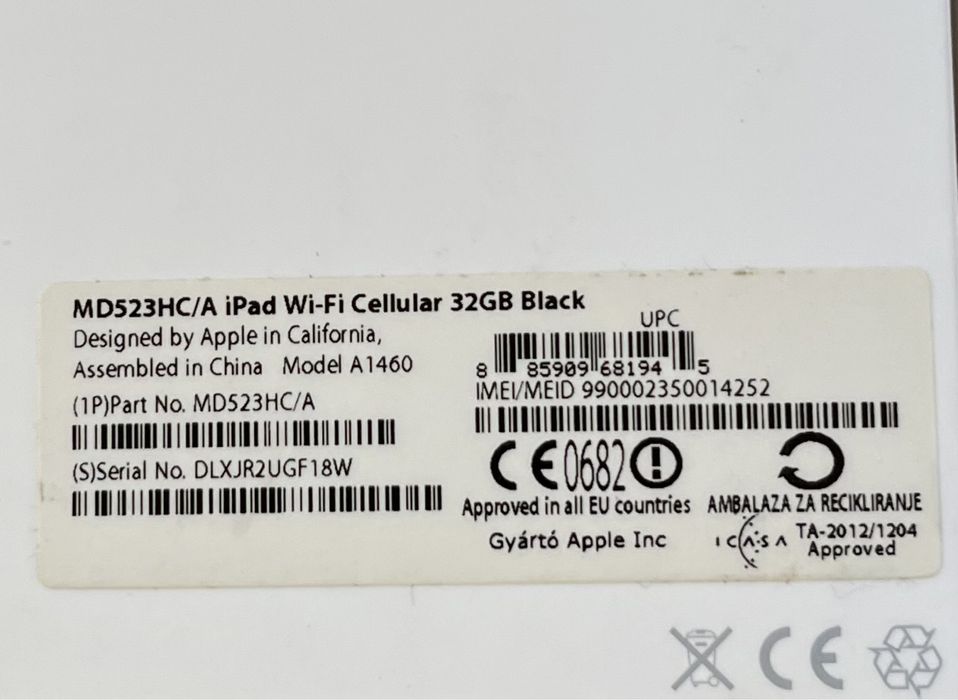 MD523HC/A iPad Wi-Fi Cellular 32GB Black
Designed by Apple in California,
Assembled in China Model A1460
(1P)Part No. MD523HC/A
(S)Serial No. DLXJR2UGF18W
UPC
8 85909 68194 5
IMEI/MEID 990002350014252
CE0682
Approved in all EU countries
Gyártó Apple Inc
AMBALAZA ZA RECIKLIRANJE
ICASA TA-2012/1204
Approved
CE